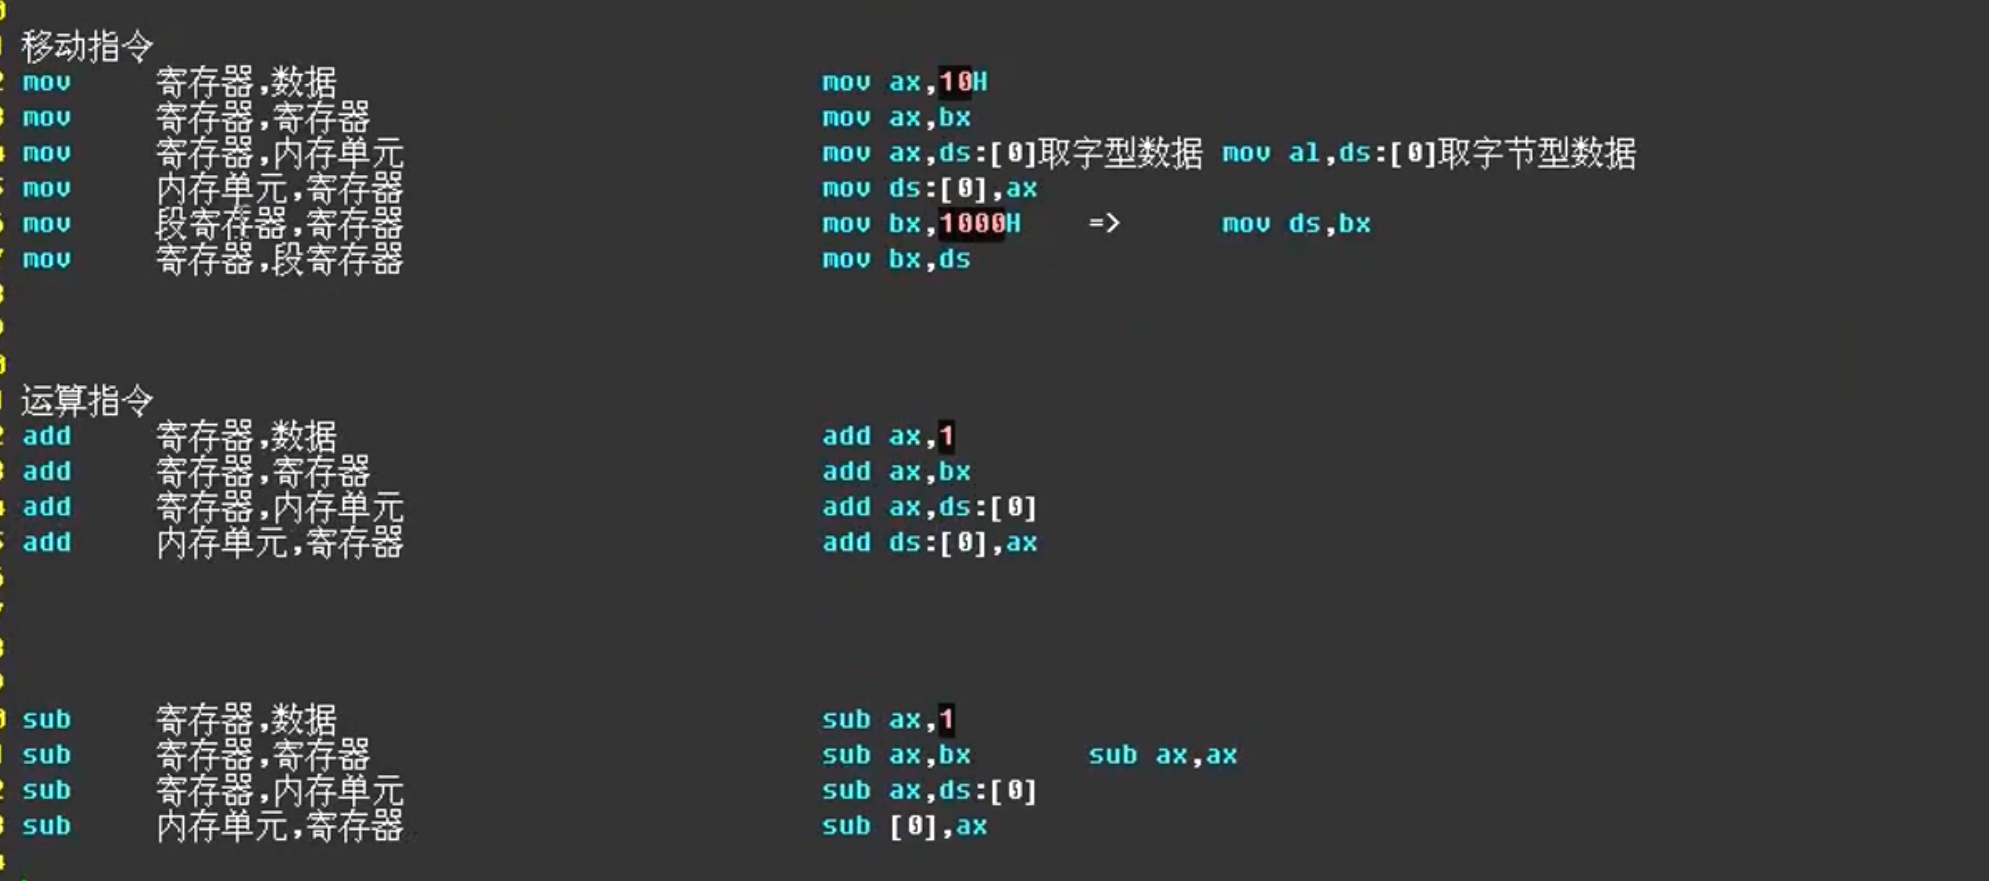 移动指令
mov 寄存器,数据 mov ax,10H
mov 寄存器,寄存器 mov ax,bx
mov 寄存器,内存单元 mov ax,ds:[0]取字型数据 mov al,ds:[0]取字节型数据
mov 内存单元,寄存器 mov ds:[0],ax
mov 段寄存器,寄存器 mov bx,1000H => mov ds,bx
mov 寄存器,段寄存器 mov bx,ds
运算指令
add 寄存器,数据 add ax,1
add 寄存器,寄存器 add ax,bx
add 寄存器,内存单元 add ax,ds:[0]
add 内存单元,寄存器 add ds:[0],ax
sub 寄存器,数据 sub ax,1
sub 寄存器,寄存器 sub ax,bx sub ax,ax
sub 寄存器,内存单元 sub ax,ds:[0]
sub 内存单元,寄存器 sub [0],ax